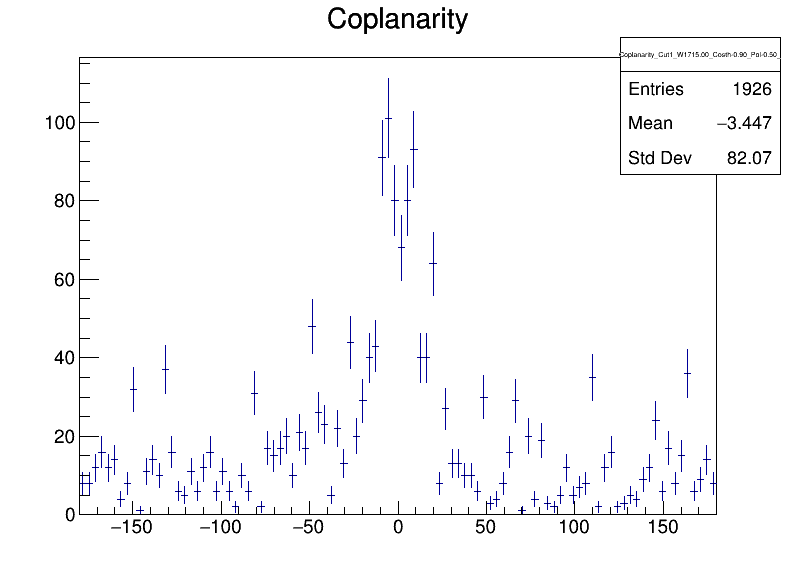 Coplanarity
Coplanarity_Cut1_W1715.00_Costh-0.90_Pol-0.50_
Entries 1926
Mean −3.447
Std Dev 82.07
100
80
60
40
20
0
−150 −100 −50 0 50 100 150